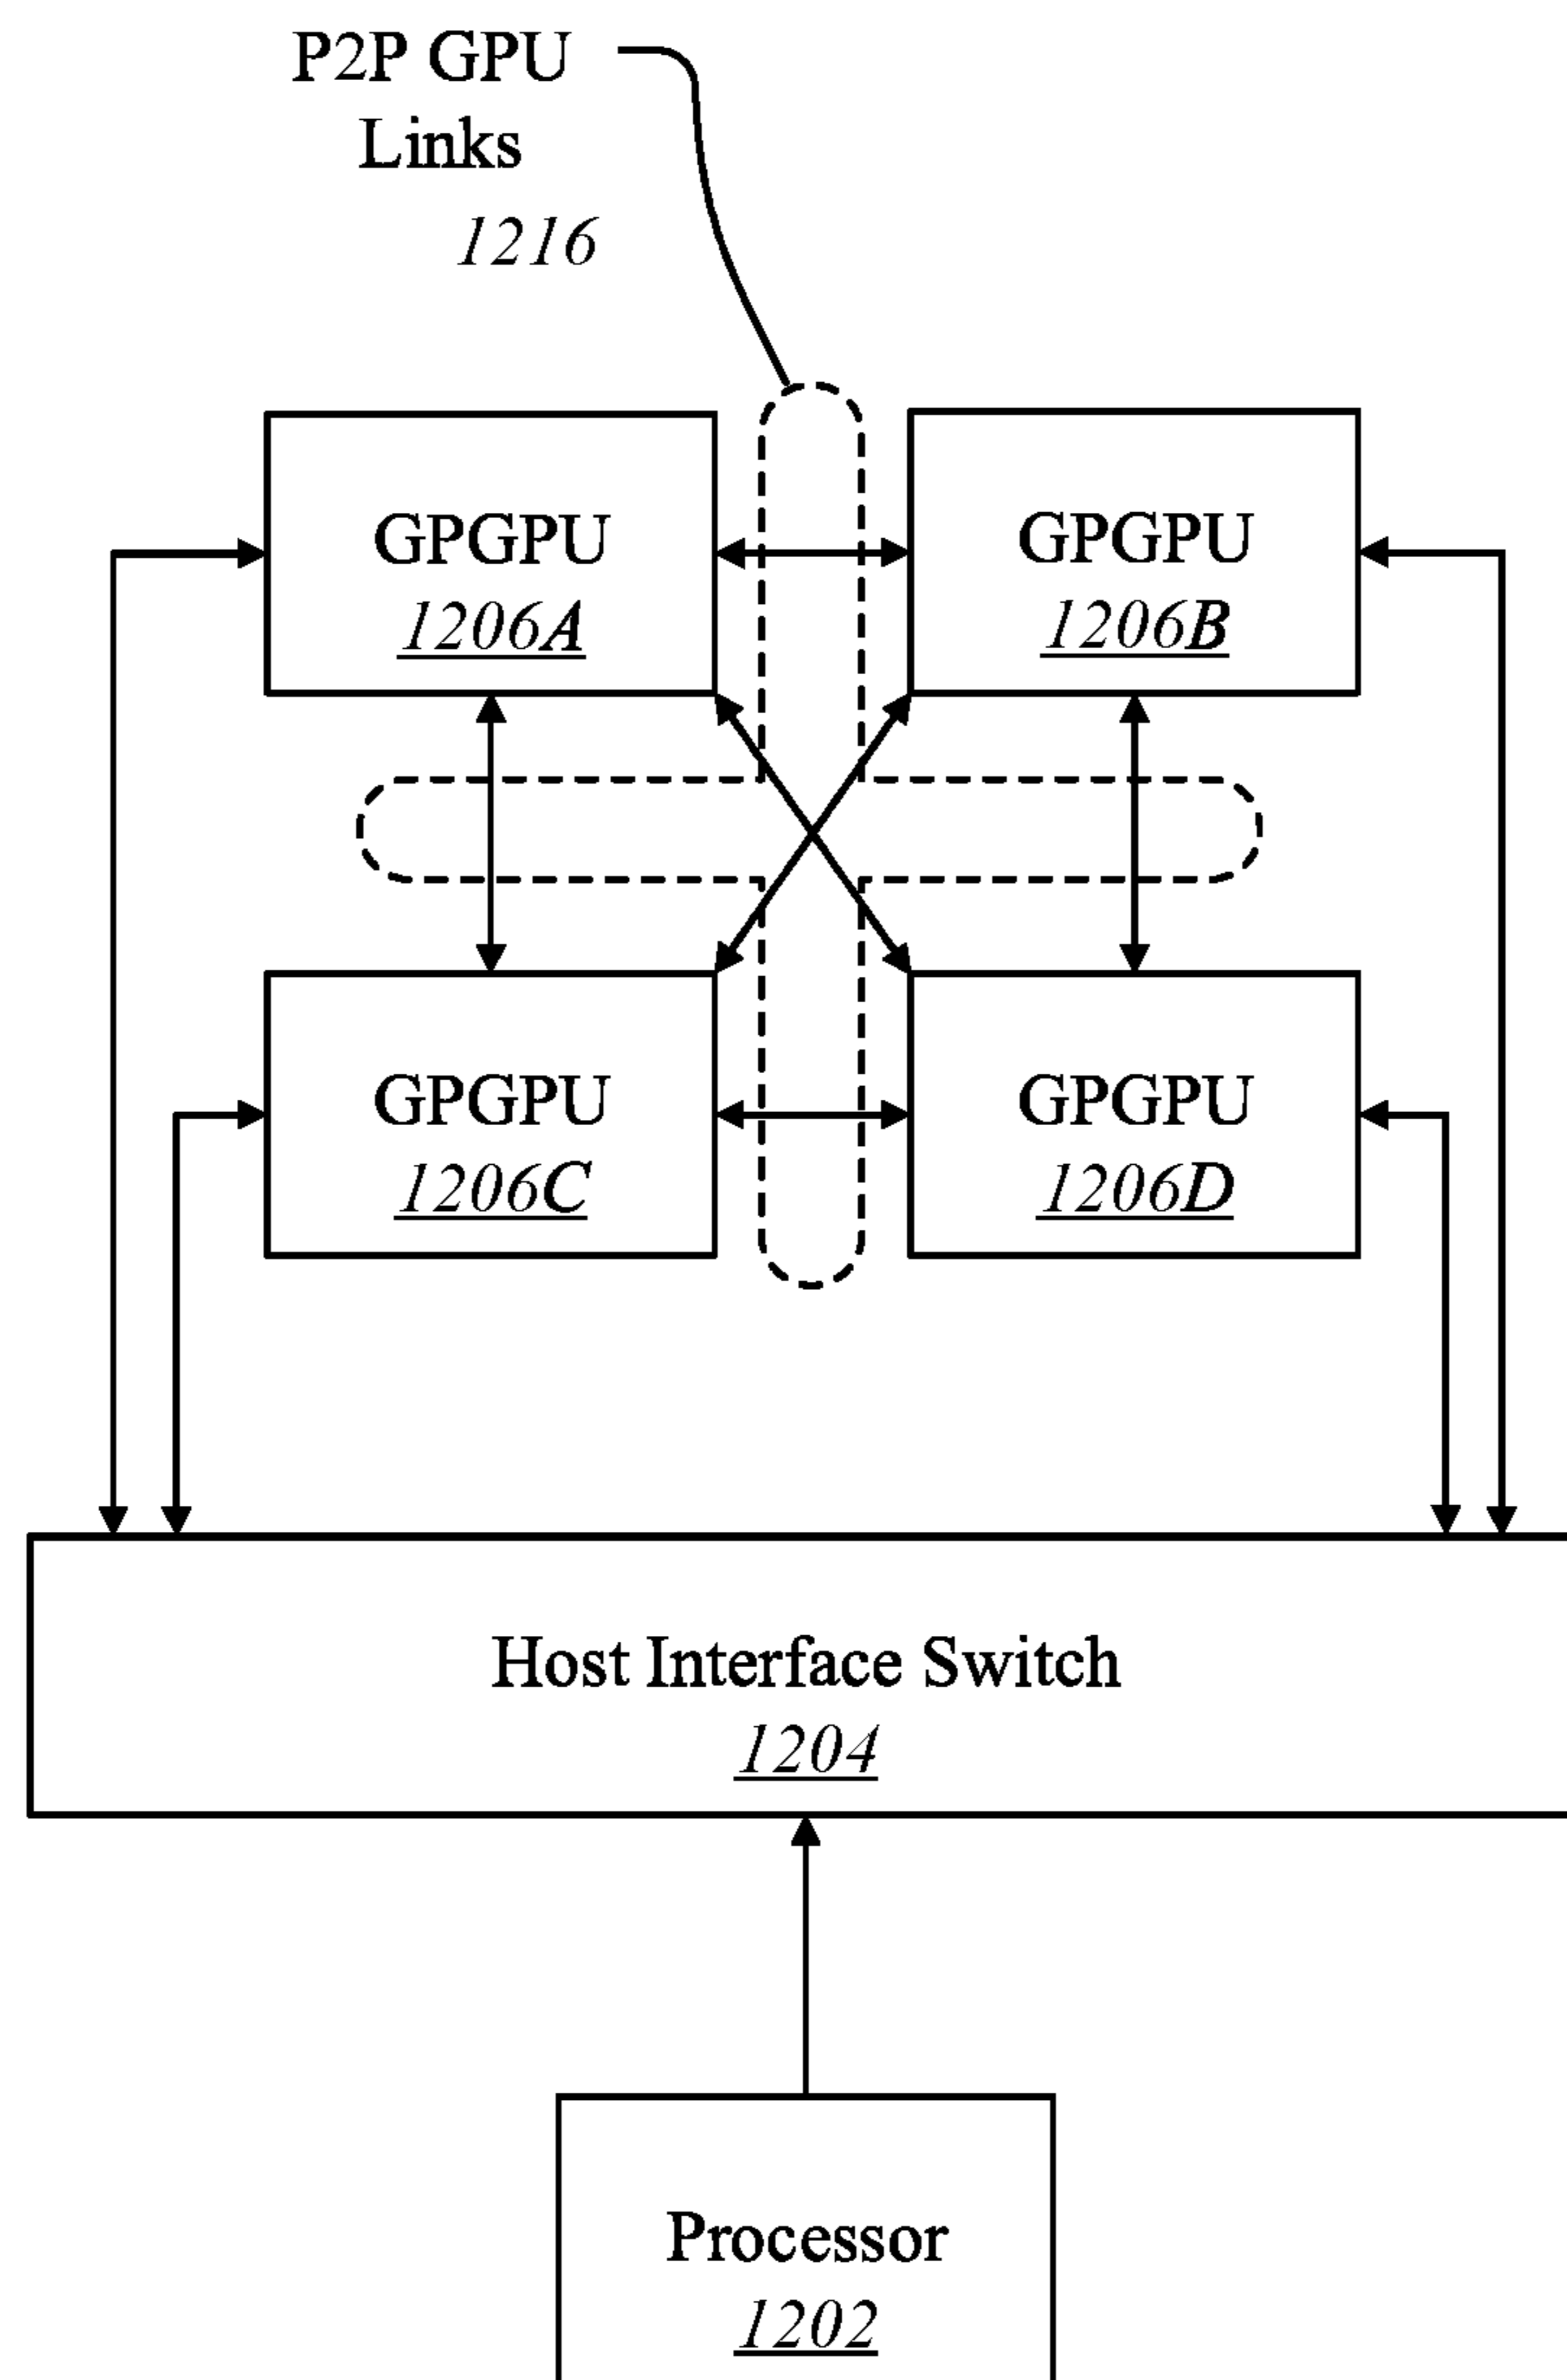 P2P GPU
Links
1216
GPGPU
1206A
GPGPU
1206B
GPGPU
1206C
GPGPU
1206D
Host Interface Switch
1204
Processor
1202